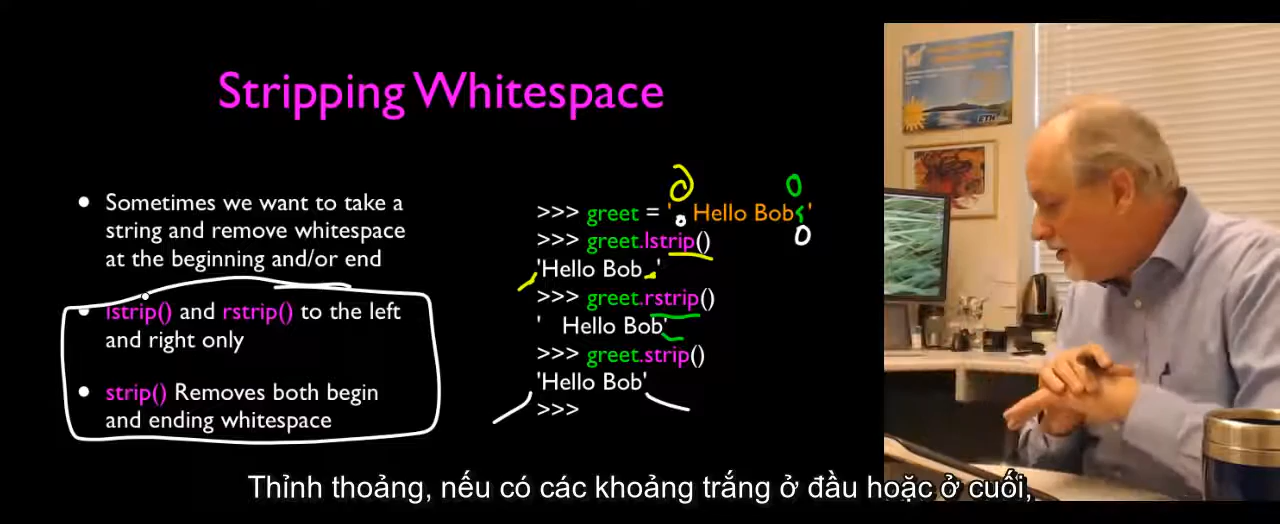 Stripping Whitespace
• Sometimes we want to take a
string and remove whitespace
at the beginning and/or end
• lstrip() and rstrip() to the left
and right only
• strip() Removes both begin
and ending whitespace
>>> greet = '   Hello Bob  '
>>> greet.lstrip()
'Hello Bob  '
>>> greet.rstrip()
'   Hello Bob'
>>> greet.strip()
'Hello Bob'
>>>
ETH
Thỉnh thoảng, nếu có các khoảng trắng ở đầu hoặc ở cuối,